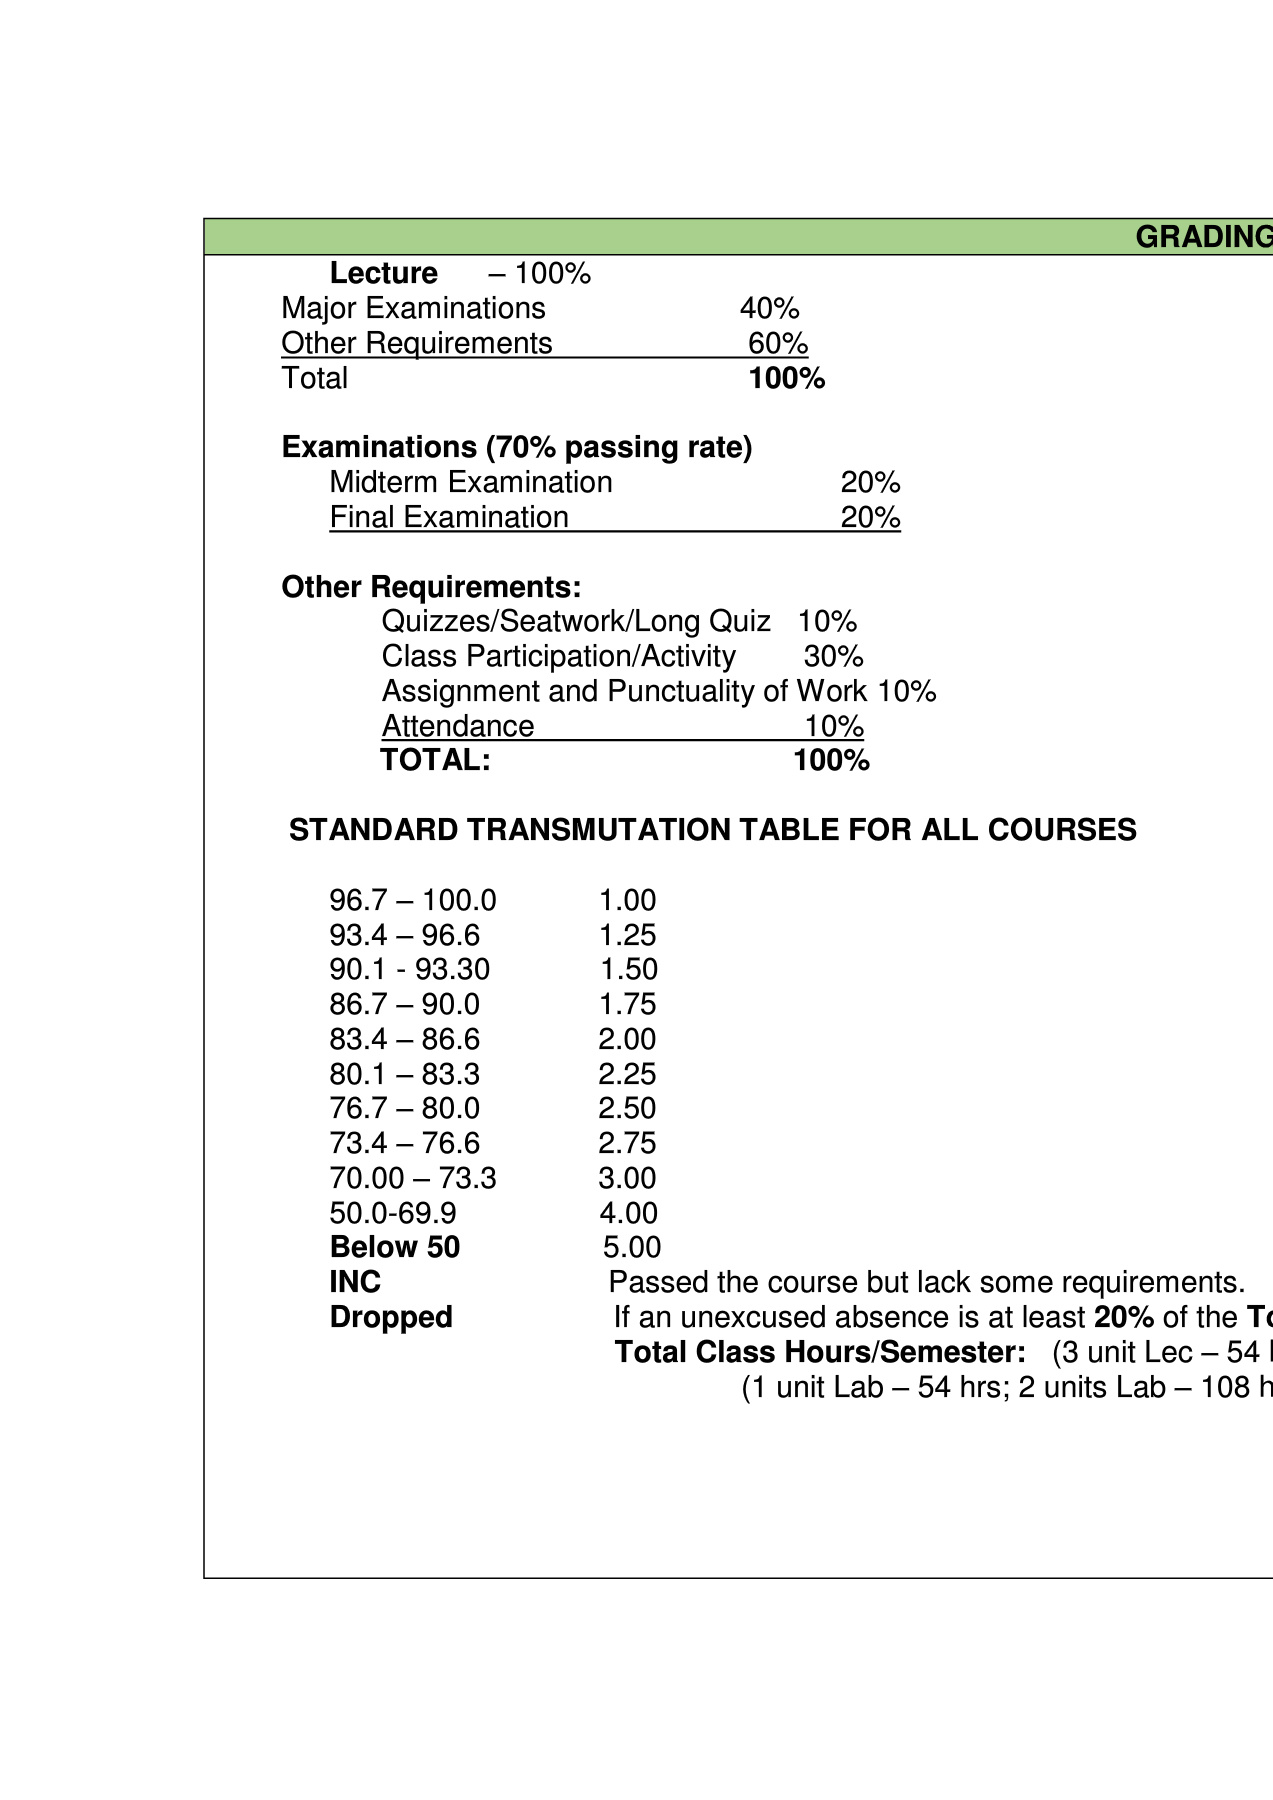 GRADING
Lecture – 100%
Major Examinations 40%
Other Requirements 60%
Total 100%
Examinations (70% passing rate)
Midterm Examination 20%
Final Examination 20%
Other Requirements:
Quizzes/Seatwork/Long Quiz 10%
Class Participation/Activity 30%
Assignment and Punctuality of Work 10%
Attendance 10%
TOTAL: 100%
STANDARD TRANSMUTATION TABLE FOR ALL COURSES
96.7 – 100.0 1.00
93.4 – 96.6 1.25
90.1 - 93.30 1.50
86.7 – 90.0 1.75
83.4 – 86.6 2.00
80.1 – 83.3 2.25
76.7 – 80.0 2.50
73.4 – 76.6 2.75
70.00 – 73.3 3.00
50.0-69.9 4.00
Below 50 5.00
INC Passed the course but lack some requirements.
Dropped If an unexcused absence is at least 20% of the
Total Class Hours/Semester: (3 unit Lec – 54
(1 unit Lab – 54 hrs; 2 units Lab – 108